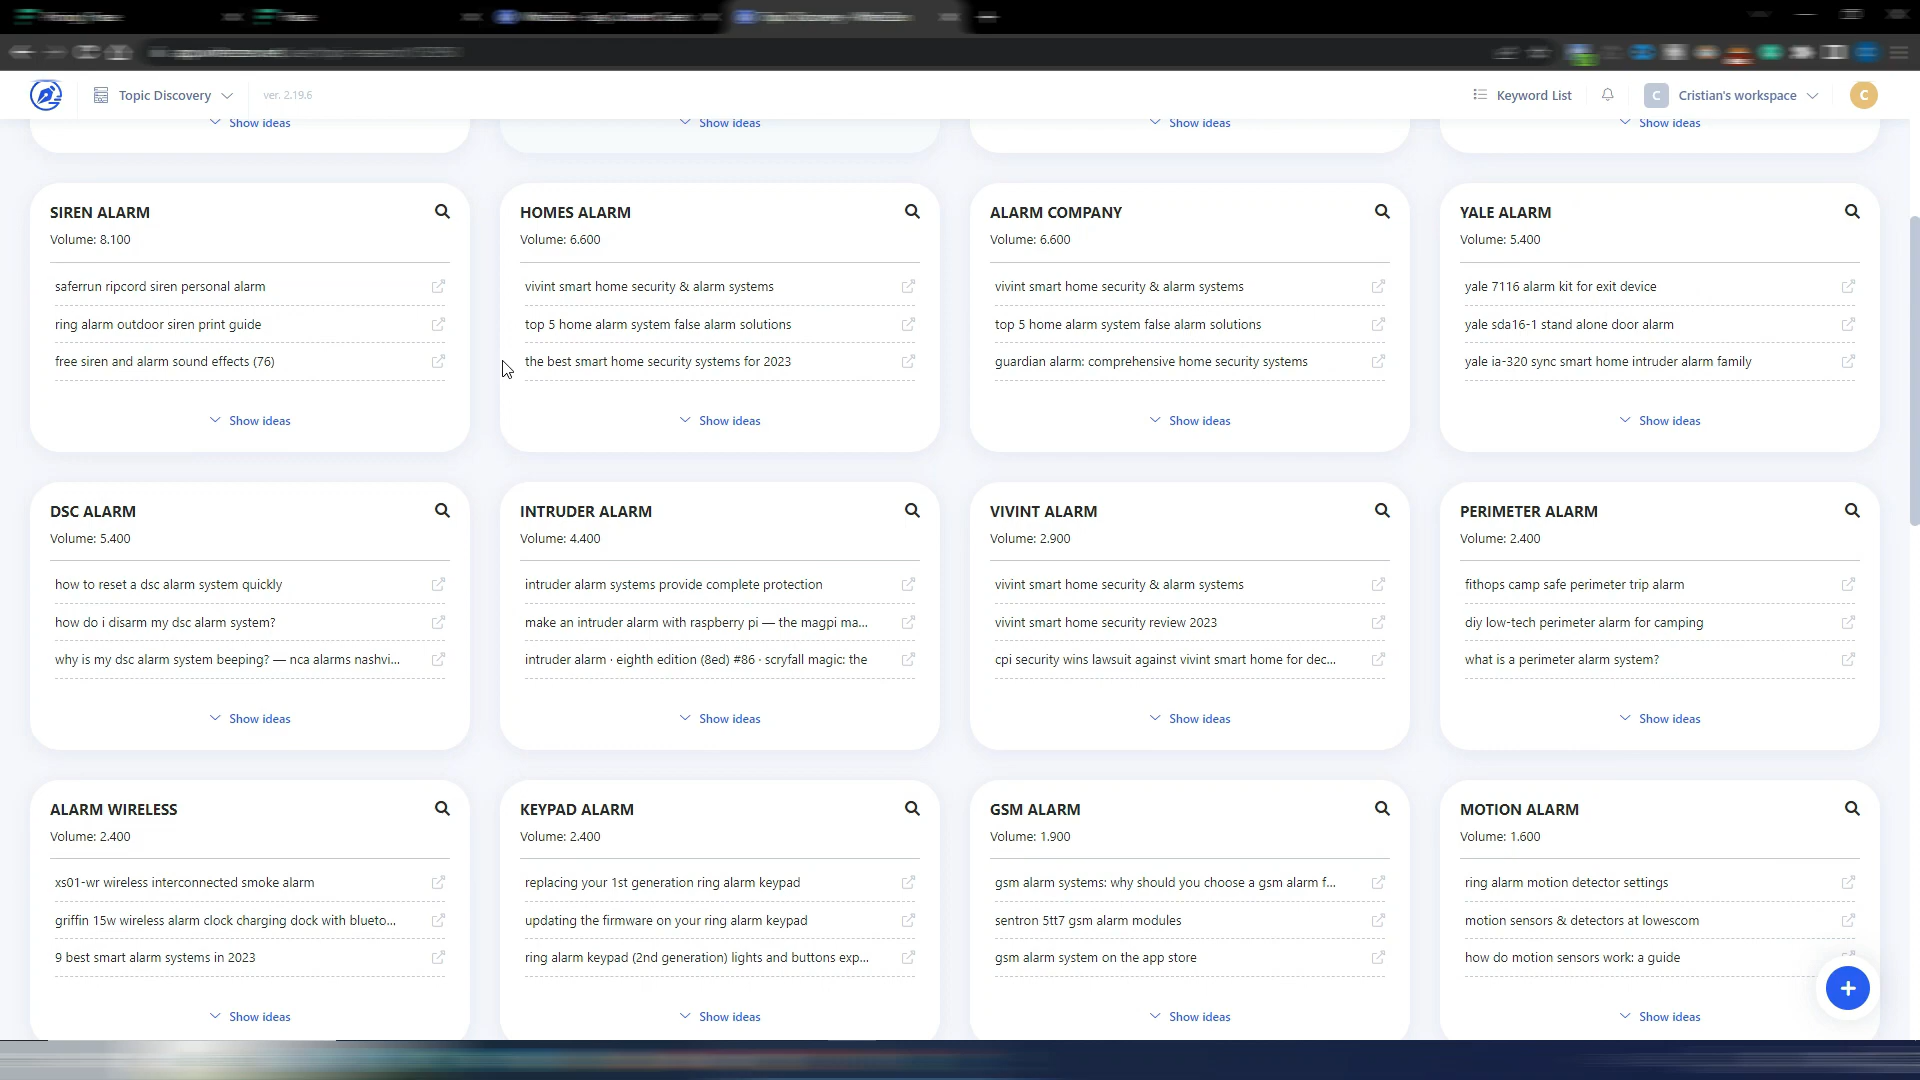 Topic Discovery
ver. 2.19.6
Keyword List
C
Cristian's workspace
C
Show ideas
Show ideas
Show ideas
Show ideas
SIREN ALARM
Volume: 8.100
saferrun ripcord siren personal alarm
ring alarm outdoor siren print guide
free siren and alarm sound effects (76)
Show ideas
HOMES ALARM
Volume: 6.600
vivint smart home security & alarm systems
top 5 home alarm system false alarm solutions
the best smart home security systems for 2023
Show ideas
ALARM COMPANY
Volume: 6.600
vivint smart home security & alarm systems
top 5 home alarm system false alarm solutions
guardian alarm: comprehensive home security systems
Show ideas
YALE ALARM
Volume: 5.400
yale 7116 alarm kit for exit device
yale sda16-1 stand alone door alarm
yale ia-320 sync smart home intruder alarm family
Show ideas
DSC ALARM
Volume: 5.400
how to reset a dsc alarm system quickly
how do i disarm my dsc alarm system?
why is my dsc alarm system beeping? — nca alarms nashvi...
Show ideas
INTRUDER ALARM
Volume: 4.400
intruder alarm systems provide complete protection
make an intruder alarm with raspberry pi — the magpi ma...
intruder alarm · eighth edition (8ed) #86 · scryfall magic: the
Show ideas
VIVINT ALARM
Volume: 2.900
vivint smart home security & alarm systems
vivint smart home security review 2023
cpi security wins lawsuit against vivint smart home for dec...
Show ideas
PERIMETER ALARM
Volume: 2.400
fithops camp safe perimeter trip alarm
diy low-tech perimeter alarm for camping
what is a perimeter alarm system?
Show ideas
ALARM WIRELESS
Volume: 2.400
xs01-wr wireless interconnected smoke alarm
griffin 15w wireless alarm clock charging dock with blueto...
9 best smart alarm systems in 2023
Show ideas
KEYPAD ALARM
Volume: 2.400
replacing your 1st generation ring alarm keypad
updating the firmware on your ring alarm keypad
ring alarm keypad (2nd generation) lights and buttons exp...
Show ideas
GSM ALARM
Volume: 1.900
gsm alarm systems: why should you choose a gsm alarm f...
sentron 5tt7 gsm alarm modules
gsm alarm system on the app store
Show ideas
MOTION ALARM
Volume: 1.600
ring alarm motion detector settings
motion sensors & detectors at lowescom
how do motion sensors work: a guide
Show ideas